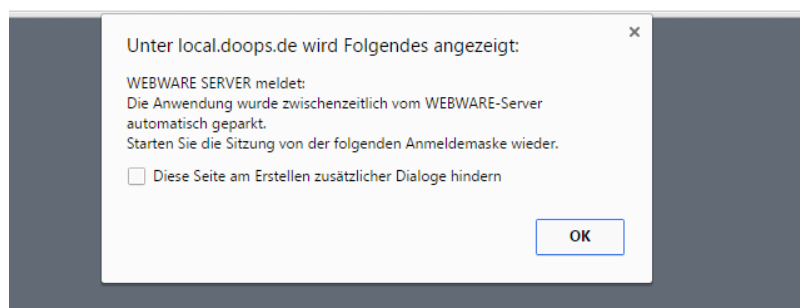 Unter local.doops.de wird Folgendes angezeigt:
WEBWARE SERVER meldet:
Die Anwendung wurde zwischenzeitlich vom WEBWARE-Server
automatisch geparkt.
Starten Sie die Sitzung von der folgenden Anmeldemaske wieder.
Diese Seite am Erstellen zusätzlicher Dialoge hindern
OK